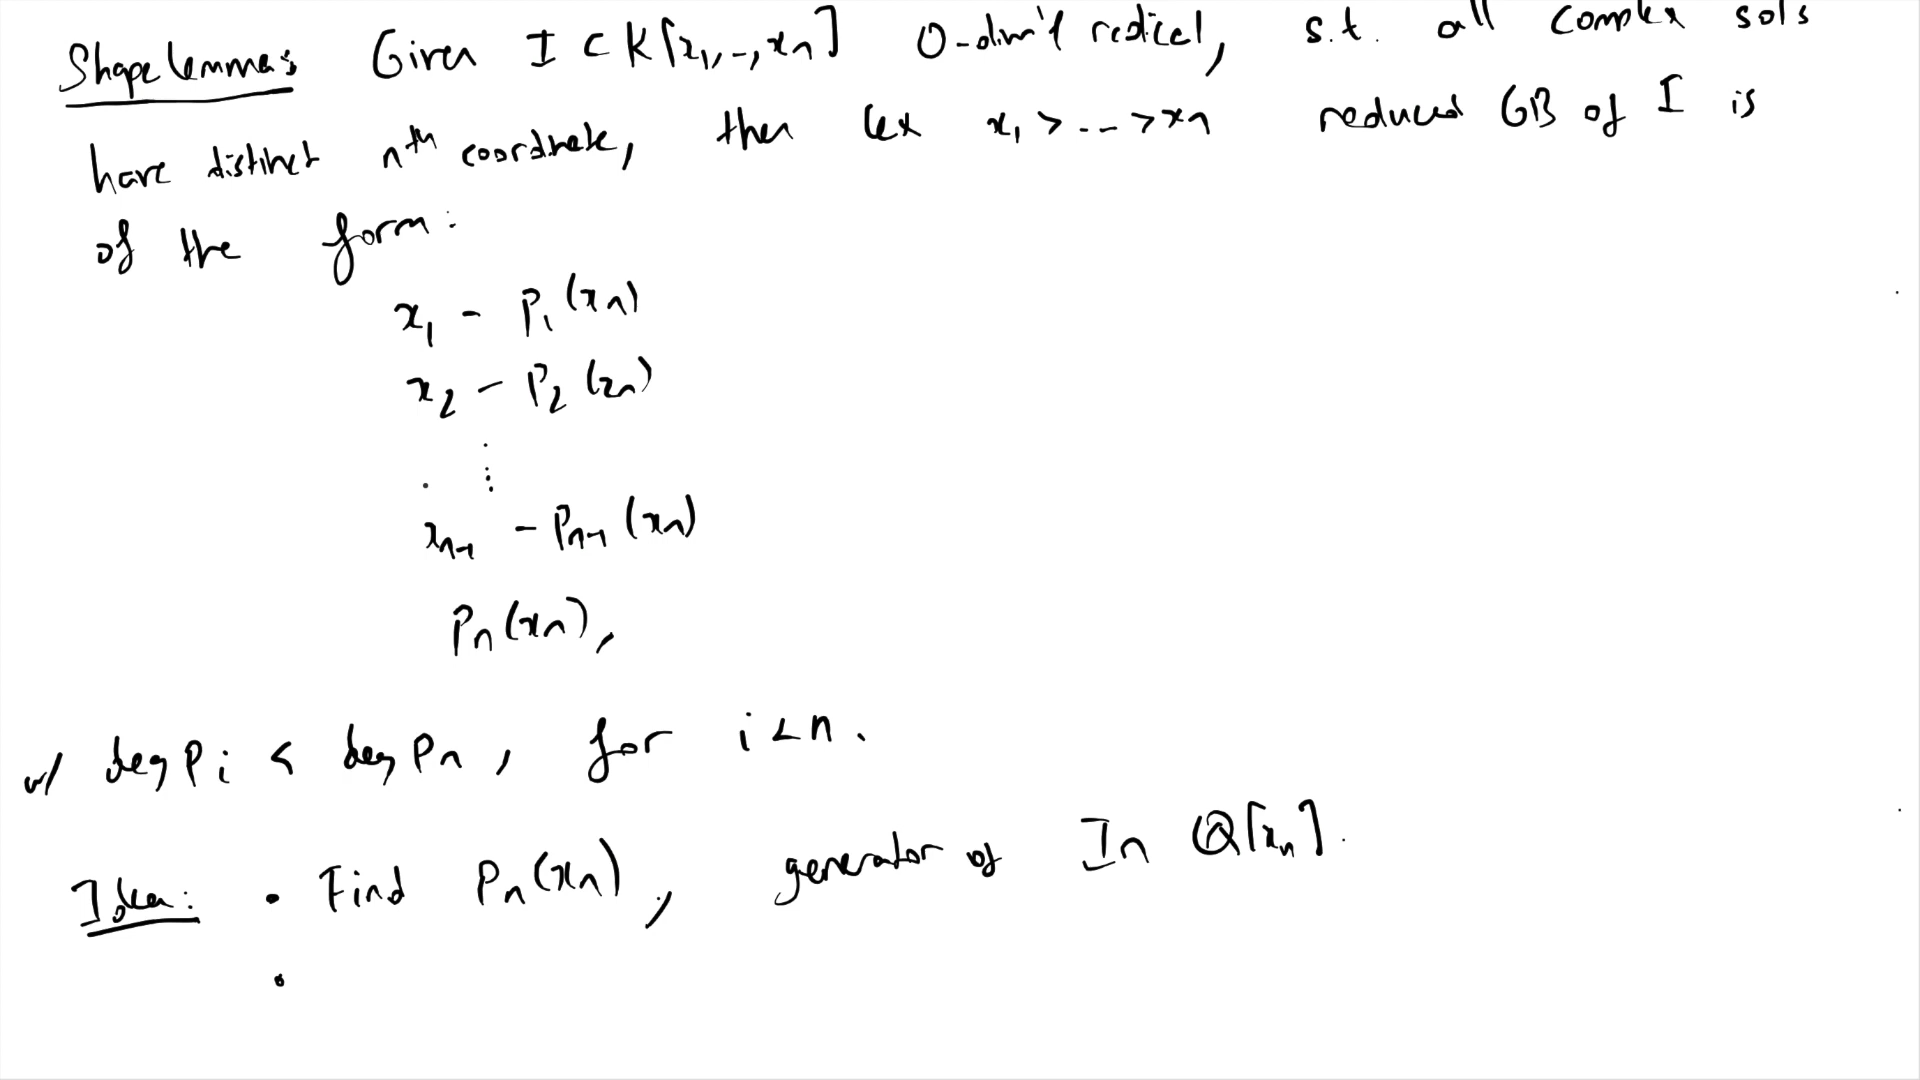 Shape lemma: Given I ⊂ K[x₁,..,xₙ] 0-dim'l radical, s.t. all complex sols
have distinct nᵗʰ coordinate, then lex x₁ > ... > xₙ reduced GB of I is
of the form:
x₁ - P₁(xₙ)
x₂ - P₂(xₙ)
⋮
xₙ₋₁ - Pₙ₋₁(xₙ)
Pₙ(xₙ),
w/ deg Pᵢ < deg Pₙ, for i < n.
Idea: • Find Pₙ(xₙ), generator of I ∩ ℚ[xₙ].
•